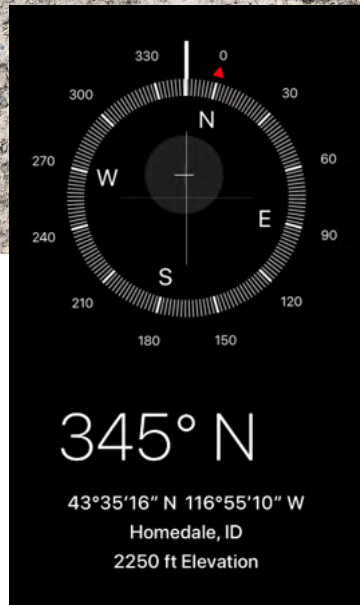 330 0
300 30
N
270 W 60
E
240 90
S
210 120
180 150
345° N
43°35'16" N 116°55'10" W
Homedale, ID
2250 ft Elevation